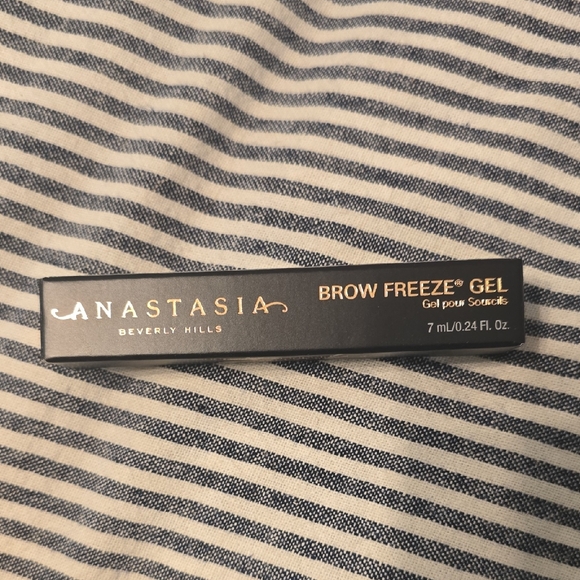 ANASTASIA
BEVERLY HILLS
BROW FREEZE® GEL
Gel pour Sourcils
7 mL/0.24 Fl. Oz.